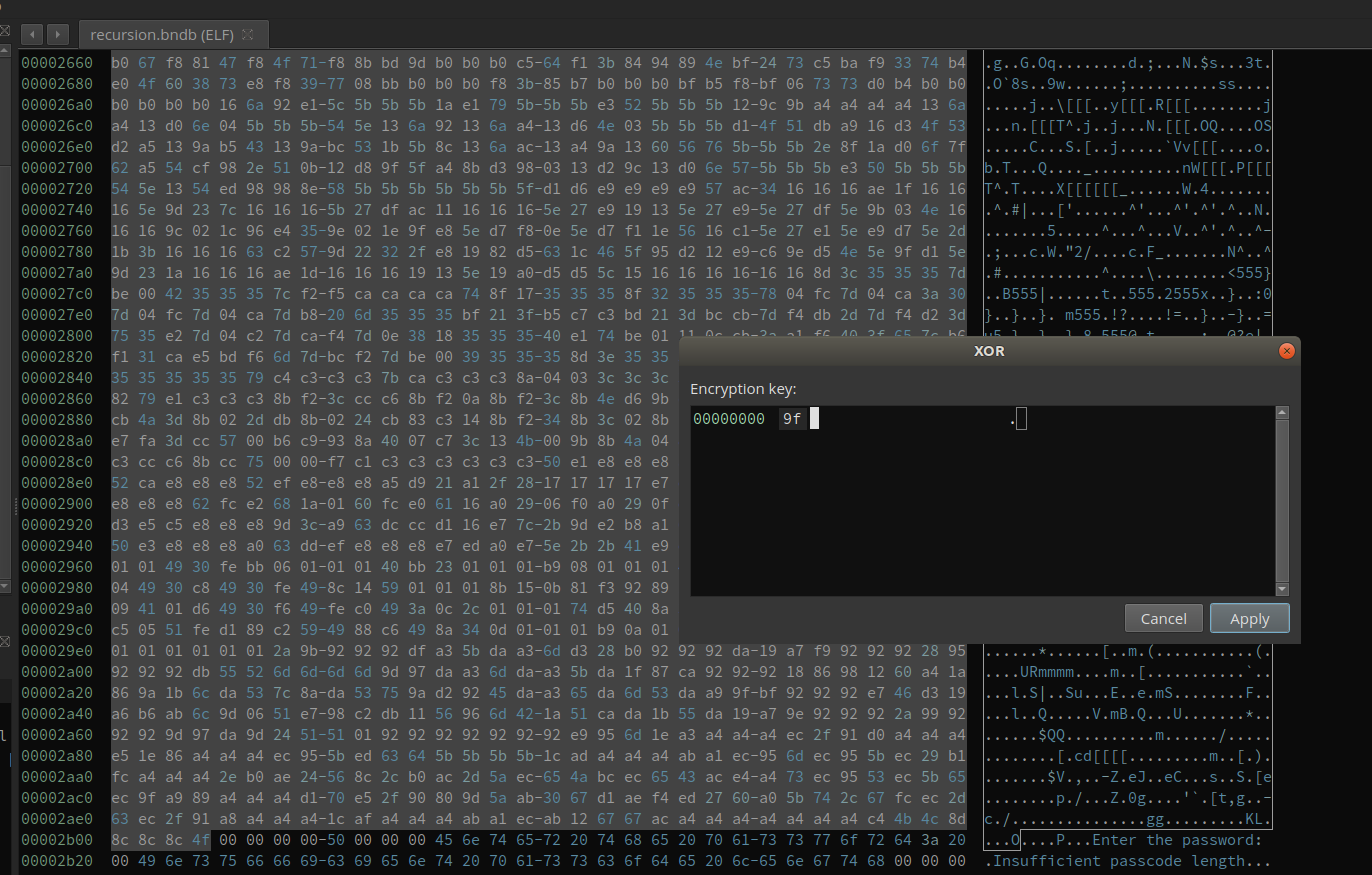 recursion.bndb (ELF)
00002660 b0 67 f8 81 47 f8 4f 71-f8 8b bd 9d b0 b0 b0 c5-64 f1 3b 84 94 89 4e bf-24 73 c5 ba f9 33 74 b4 .g..G.Oq........d.;...N.$s...3t.
00002680 e0 4f 60 38 73 e8 f8 39-77 08 bb b0 b0 b0 f8 3b-85 b7 b0 b0 b0 bf b5 f8-bf 06 73 73 d0 b4 b0 b0 .O`8s..9w......;..........ss....
000026a0 b0 b0 b0 b0 16 6a 92 e1-5c 5b 5b 5b 1a e1 79 5b-5b 5b e3 52 5b 5b 5b 12-9c 9b a4 a4 a4 a4 13 6a .....j..\[[[..y[[[.R[[[........j
000026c0 a4 13 d0 6e 04 5b 5b 5b-54 5e 13 6a 92 13 6a a4-13 d6 4e 03 5b 5b 5b d1-4f 51 db a9 16 d3 4f 53 ...n.[[[T^.j..j...N.[[[.OQ....OS
000026e0 d2 a5 13 9a b5 43 13 9a-bc 53 1b 5b 8c 13 6a ac-13 a4 9a 13 60 56 76 5b-5b 5b 2e 8f 1a d0 6f 7f .....C...S.[..j.....`Vv[[[....o.
00002700 62 a5 54 cf 98 2e 51 0b-12 d8 9f 5f a4 8b d3 98-03 13 d2 9c 13 d0 6e 57-5b 5b 5b e3 50 5b 5b 5b b.T...Q...._..........nW[[[.P[[[
00002720 54 5e 13 54 ed 98 98 8e-58 5b 5b 5b 5b 5b 5b 5f-d1 d6 e9 e9 e9 e9 57 ac-34 16 16 16 ae 1f 16 16 T^.T....X[[[[[[_......W.4.......
00002740 16 5e 9d 23 7c 16 16 16-5b 27 df ac 11 16 16 16-5e 27 e9 19 13 5e 27 e9-5e 27 df 5e 9b 03 4e 16 .^.#|...['......^'...^'.^'.^..N.
00002760 16 16 9c 02 1c 96 e4 35-9e 02 1e 9f e8 5e d7 f8-0e 5e d7 f1 1e 56 16 c1-5e 27 e1 5e e9 d7 5e 2d .......5.....^...^...V..^'.^..^-
00002780 1b 3b 16 16 16 63 c2 57-9d 22 32 2f e8 19 82 d5-63 1c 46 5f 95 d2 12 e9-c6 9e d5 4e 5e 9f d1 5e .;...c.W."2/....c.F_.......N^..^
000027a0 9d 23 1a 16 16 16 ae 1d-16 16 16 19 13 5e 19 a0-d5 d5 5c 15 16 16 16 16-16 16 8d 3c 35 35 35 7d .#...........^....\........<555}
000027c0 be 00 42 35 35 35 7c f2-f5 ca ca ca ca 74 8f 17-35 35 35 8f 32 35 35 35-78 04 fc 7d 04 ca 3a 30 ..B555|......t..555.2555x..}..:0
000027e0 7d 04 fc 7d 04 ca 7d b8-20 6d 35 35 35 bf 21 3f-b5 c7 c3 bd 21 3d bc cb-7d f4 db 2d 7d f4 d2 3d }..}..}. m555.!?....!=..}..-}..=
00002800 75 35 e2 7d 04 c2 7d ca-f4 7d 0e 38 18 35 35 35-40 e1 74 be 01
00002820 f1 31 ca e5 bd f6 6d 7d-bc f2 7d be 00 39 35 35-35 8d 3e 35 35
00002840 35 35 35 35 35 79 c4 c3-c3 c3 7b ca c3 c3 c3 8a-04 03 3c 3c 3c
00002860 82 79 e1 c3 c3 c3 8b f2-3c cc c6 8b f2 0a 8b f2-3c 8b 4e d6 9b
00002880 cb 4a 3d 8b 02 2d db 8b-02 24 cb 83 c3 14 8b f2-34 8b 3c 02 8b
000028a0 e7 fa 3d cc 57 00 b6 c9-93 8a 40 07 c7 3c 13 4b-00 9b 8b 4a 04
000028c0 c3 cc c6 8b cc 75 00 00-f7 c1 c3 c3 c3 c3 c3 c3-50 e1 e8 e8 e8
000028e0 52 ca e8 e8 e8 52 ef e8-e8 e8 a5 d9 21 a1 2f 28-17 17 17 17 e7
00002900 e8 e8 e8 62 fc e2 68 1a-01 60 fc e0 61 16 a0 29-06 f0 a0 29 0f
00002920 d3 e5 c5 e8 e8 e8 9d 3c-a9 63 dc cc d1 16 e7 7c-2b 9d e2 b8 a1
00002940 50 e3 e8 e8 e8 a0 63 dd-ef e8 e8 e8 e7 ed a0 e7-5e 2b 2b 41 e9
00002960 01 01 49 30 fe bb 06 01-01 01 40 bb 23 01 01 01-b9 08 01 01 01
00002980 04 49 30 c8 49 30 fe 49-8c 14 59 01 01 01 8b 15-0b 81 f3 92 89
000029a0 09 41 01 d6 49 30 f6 49-fe c0 49 3a 0c 2c 01 01-01 74 d5 40 8a
000029c0 c5 05 51 fe d1 89 c2 59-49 88 c6 49 8a 34 0d 01-01 01 b9 0a 01
000029e0 01 01 01 01 01 01 2a 9b-92 92 92 df a3 5b da a3-6d d3 28 b0 92 92 92 da-19 a7 f9 92 92 92 28 95 ......*......[..m.(...........(.
00002a00 92 92 92 db 55 52 6d 6d-6d 6d 9d 97 da a3 6d da-a3 5b da 1f 87 ca 92 92-92 18 86 98 12 60 a4 1a ....URmmmm....m..[...........`..
00002a20 86 9a 1b 6c da 53 7c 8a-da 53 75 9a d2 92 45 da-a3 65 da 6d 53 da a9 9f-bf 92 92 92 e7 46 d3 19 ...l.S|..Su...E..e.mS........F..
00002a40 a6 b6 ab 6c 9d 06 51 e7-98 c2 db 11 56 96 6d 42-1a 51 ca da 1b 55 da 19-a7 9e 92 92 92 2a 99 92 ...l..Q.....V.mB.Q...U.......*..
00002a60 92 92 9d 97 da 9d 24 51-51 01 92 92 92 92 92 92-e9 95 6d 1e a3 a4 a4 a4-ec 2f 91 d0 a4 a4 a4 ......$QQ.........m....../.....
00002a80 e5 1e 86 a4 a4 a4 ec 95-5b ed 63 64 5b 5b 5b 5b-1c ad a4 a4 a4 ab a1 ec-95 6d ec 95 5b ec 29 b1 ........[.cd[[[[.........m..[.).
00002aa0 fc a4 a4 a4 2e b0 ae 24-56 8c 2c b0 ac 2d 5a ec-65 4a bc ec 65 43 ac e4-a4 73 ec 95 53 ec 5b 65 .......$V.,..-Z.eJ..eC...s..S.[e
00002ac0 ec 9f a9 89 a4 a4 a4 d1-70 e5 2f 90 80 9d 5a ab-30 67 d1 ae f4 ed 27 60-a0 5b 74 2c 67 fc ec 2d ........p./...Z.0g....'`.[t,g..-
00002ae0 63 ec 2f 91 a8 a4 a4 a4-1c af a4 a4 a4 ab a1 ec-ab 12 67 67 ac a4 a4 a4-a4 a4 a4 c4 4b 4c 8d c./...............gg........KL.
00002b00 8c 8c 8c 4f 00 00 00 00-50 00 00 00 45 6e 74 65-72 20 74 68 65 20 70 61-73 73 77 6f 72 64 3a 20 ...O....P...Enter the password: 
00002b20 00 49 6e 73 75 66 66 69-63 69 65 6e 74 20 70 61-73 73 63 6f 64 65 20 6c-65 6e 67 74 68 00 00 00 .Insufficient passcode length...
XOR
Encryption key:
00000000 9f .
Cancel Apply